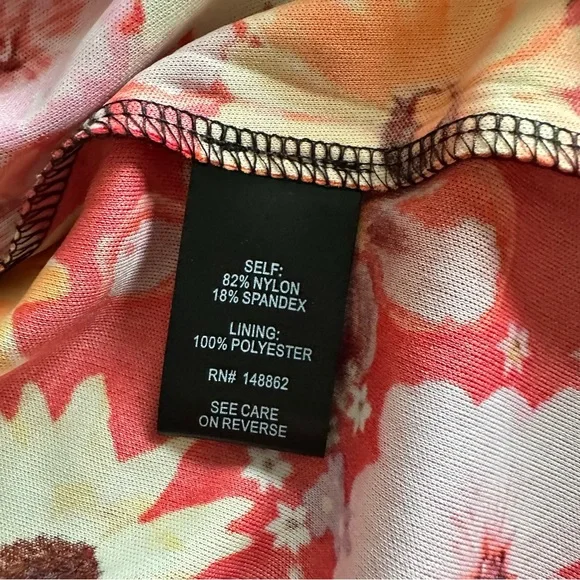 SELF:
82% NYLON
18% SPANDEX
LINING:
100% POLYESTER
RN# 148862
SEE CARE
ON REVERSE